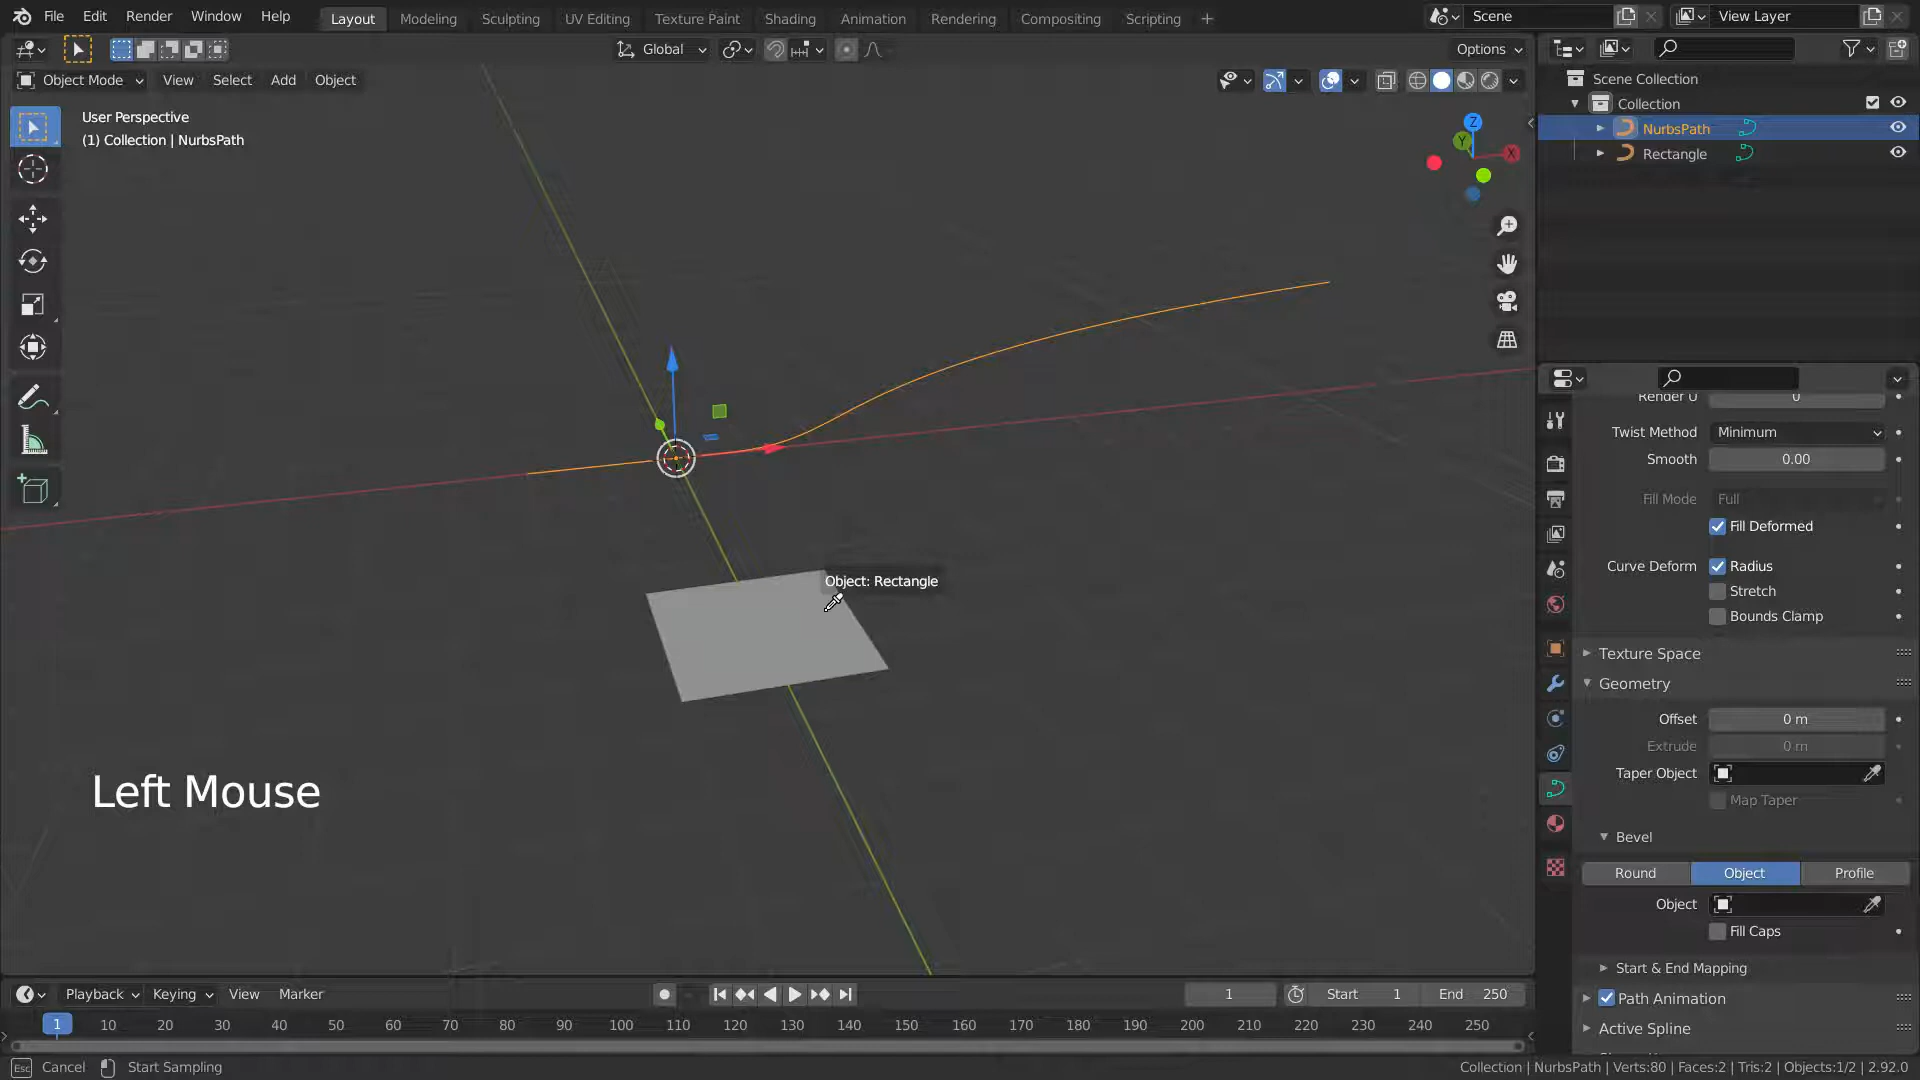 File Edit Render Window Help Layout Modeling Sculpting UV Editing Texture Paint Shading Animation Rendering Compositing Scripting + Scene View Layer
Global Options
Object Mode View Select Add Object
User Perspective
(1) Collection | NurbsPath
Z
Y
X
Scene Collection
Collection
NurbsPath
Rectangle
Render U 0
Twist Method Minimum
Smooth 0.00
Fill Mode Full
Fill Deformed
Curve Deform Radius
Stretch
Bounds Clamp
Texture Space
Geometry
Offset 0 m
Extrude 0 m
Taper Object
Map Taper
Bevel
Round Object Profile
Object
Fill Caps
Start & End Mapping
Path Animation
Active Spline
Object: Rectangle
Left Mouse
Playback Keying View Marker 1 Start 1 End 250
1 10 20 30 40 50 60 70 80 90 100 110 120 130 140 150 160 170 180 190 200 210 220 230 240 250
Esc Cancel Start Sampling Collection | NurbsPath | Verts:80 | Faces:2 | Tris:2 | Objects:1/2 | 2.92.0